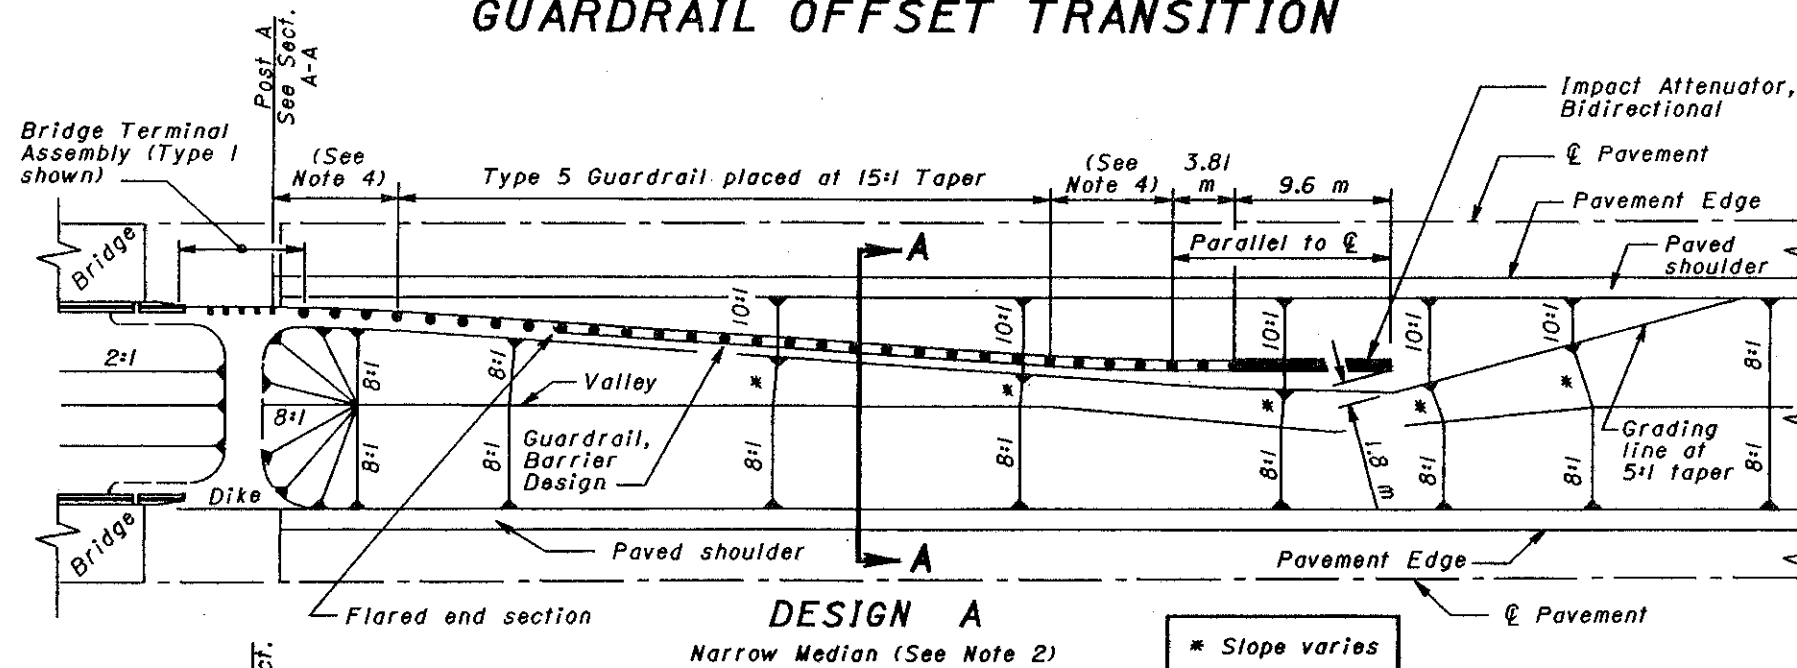 GUARDRAIL OFFSET TRANSITION
Post A
See Sect.
A-A
Bridge Terminal
Assembly (Type 1
shown)
(See
Note 4)
Type 5 Guardrail placed at 15:1 Taper
(See
Note 4)
3.81
m
9.6 m
Impact Attenuator,
Bidirectional
℄ Pavement
Pavement Edge
Parallel to ℄
Paved
shoulder
A
Bridge
10:1
10:1
10:1
10:1
10:1
2:1
8:1
8:1
8:1
Valley
*
*
*
*
*
8:1
8:1
8:1
Guardrail,
Barrier
Design
8:1
8:1
8:1
1.8 m
8:1
8:1
Grading
line at
5:1 taper
8:1
Dike
Bridge
Paved shoulder
A
Pavement Edge
Flared end section
℄ Pavement
DESIGN A
Narrow Median (See Note 2)
* Slope varies
ct.